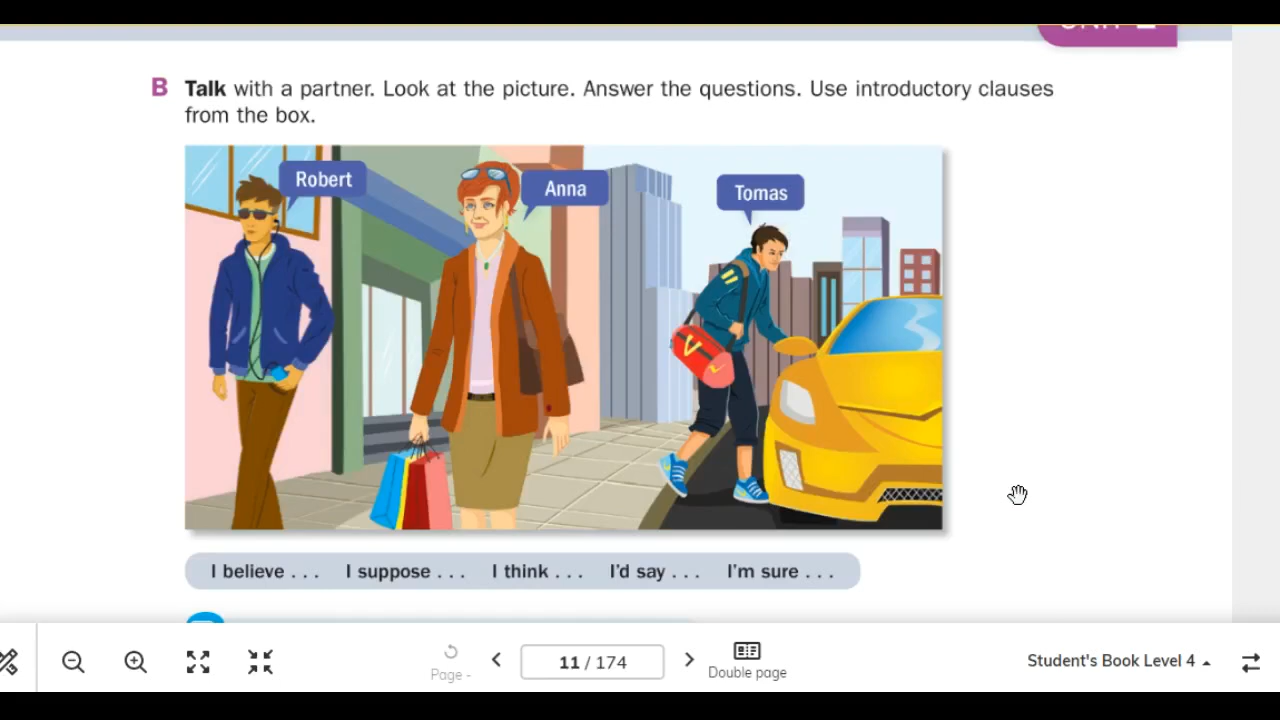 B Talk with a partner. Look at the picture. Answer the questions. Use introductory clauses
from the box.
Robert
Anna
Tomas
I believe . . . I suppose . . . I think . . . I'd say . . . I'm sure . . .
Page -
11 / 174
Double page
Student's Book Level 4